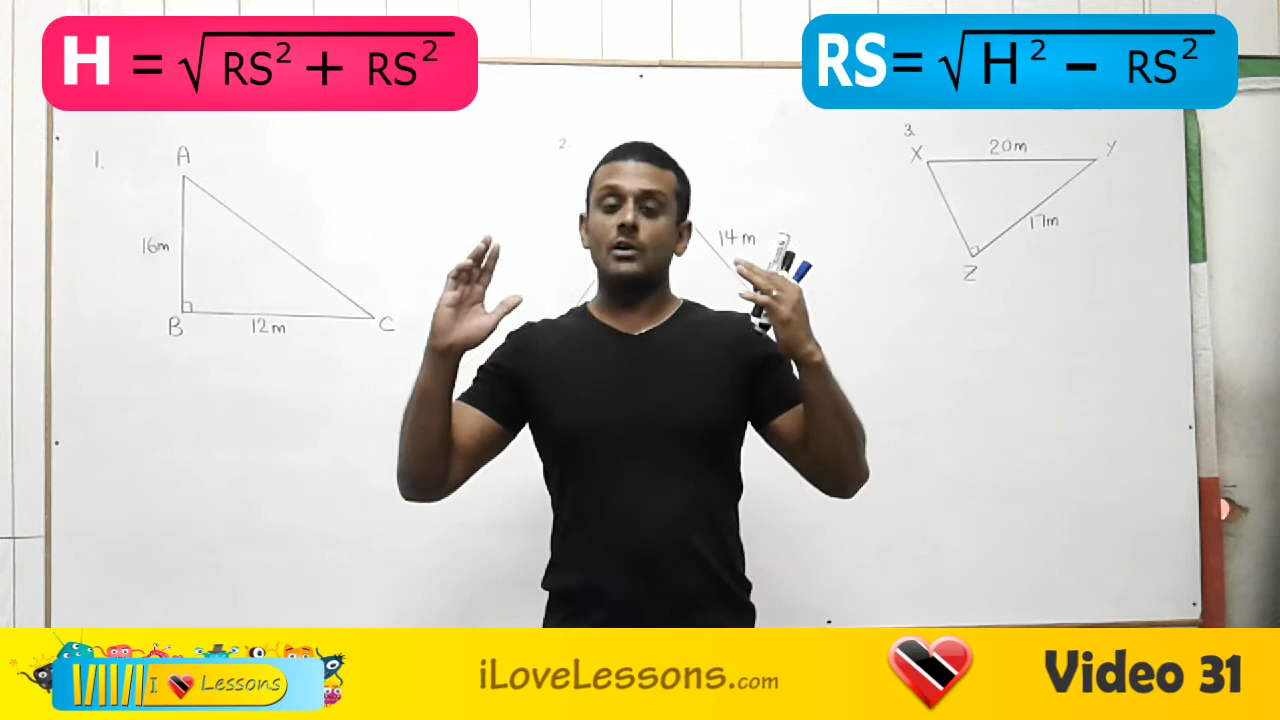 H = √RS² + RS²
RS = √H² − RS²
1.
A
16m
B
12m
C
2.
14m
3.
X
20m
Y
17m
Z
I Lessons
iLoveLessons.com
Video 31